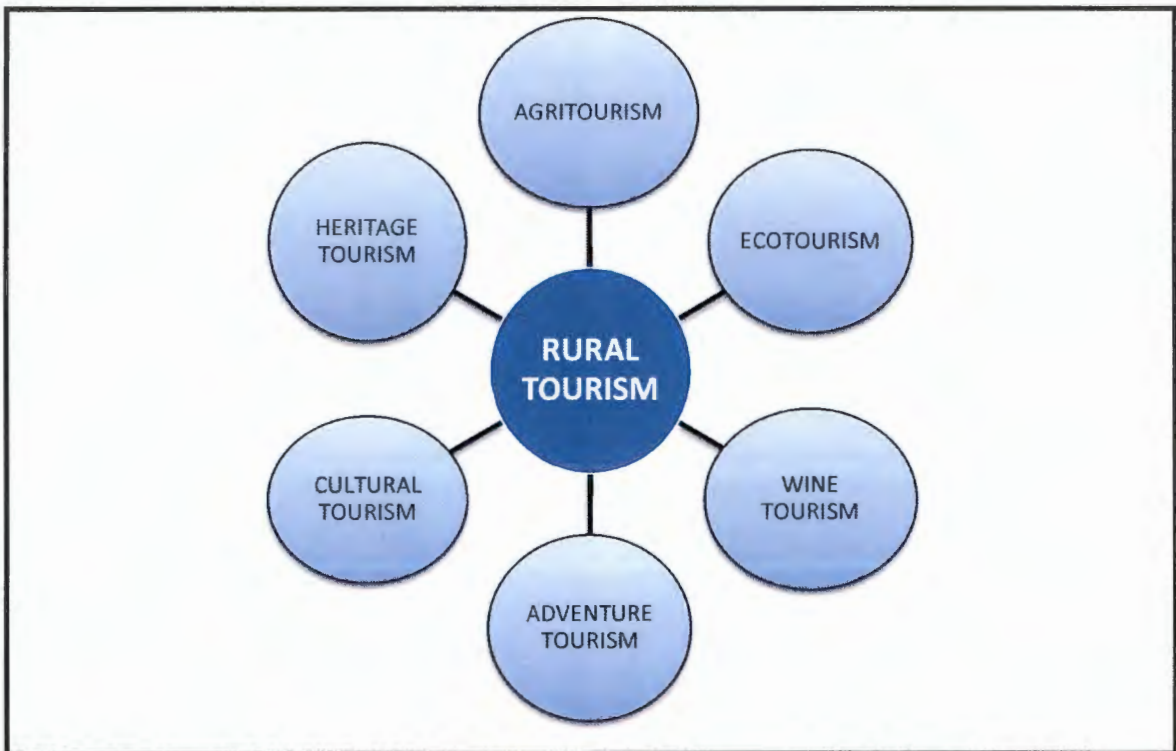 AGRITOURISM
HERITAGE
TOURISM
ECOTOURISM
RURAL
TOURISM
CULTURAL
TOURISM
WINE
TOURISM
ADVENTURE
TOURISM